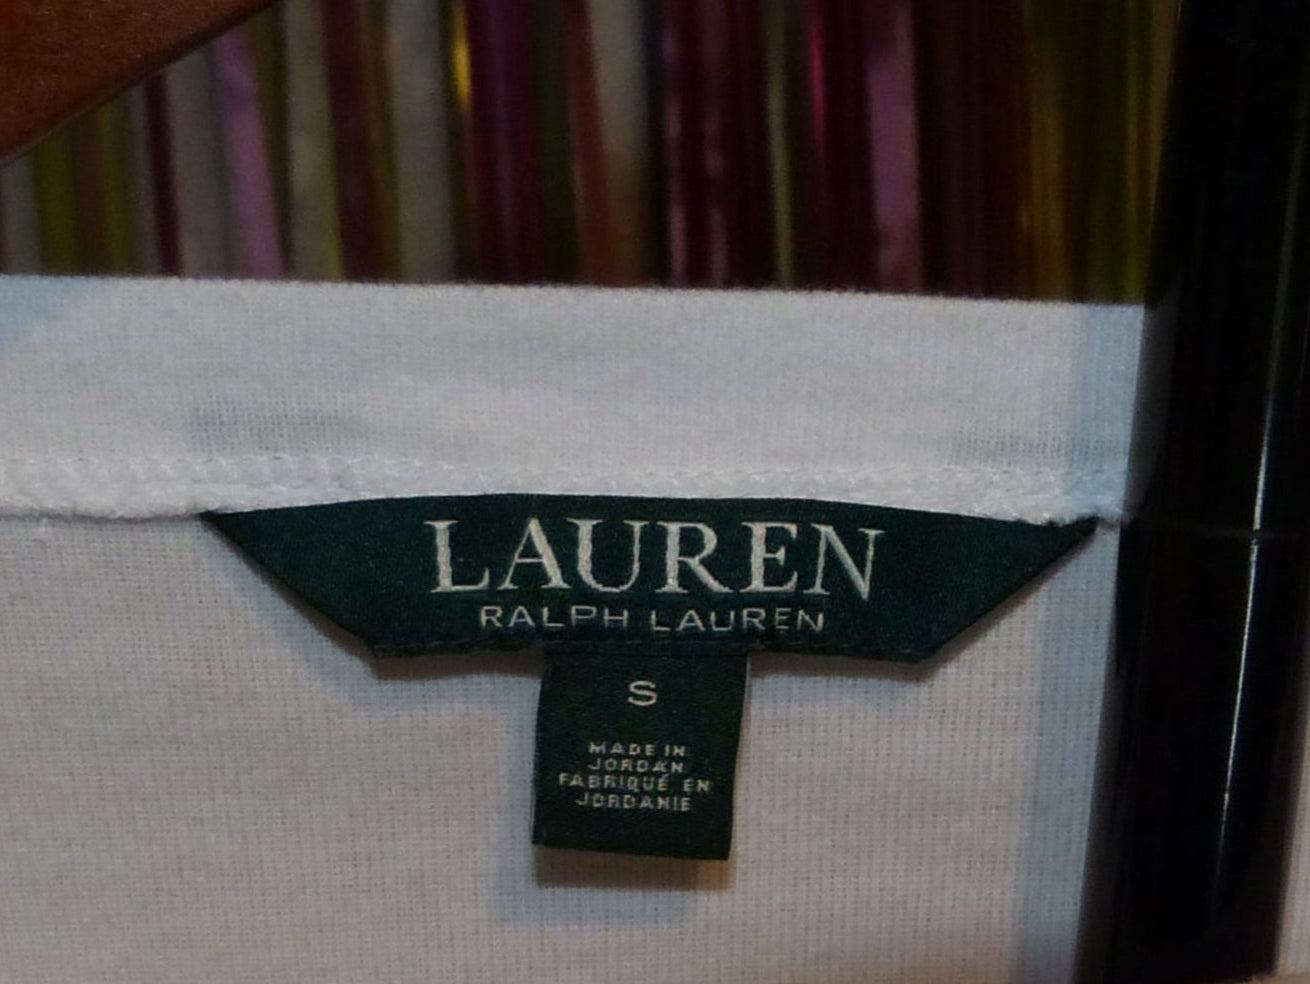 LAUREN
RALPH LAUREN
S
MADE IN
JORDAN
FABRIQUÉ EN
JORDANIE